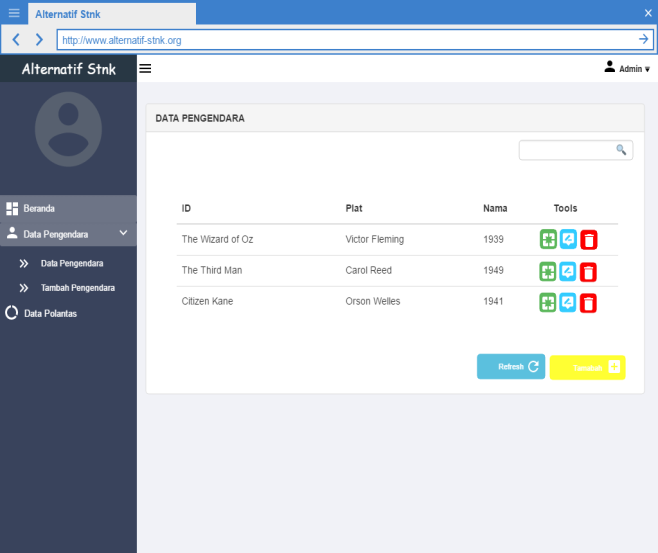 Alternatif Stnk
http://www.alternatif-stnk.org
Alternatif Stnk
Admin
DATA PENGENDARA
Beranda
Data Pengendara
Data Pengendara
Tambah Pengendara
Data Polantas
ID Plat Nama Tools
The Wizard of Oz Victor Fleming 1939
The Third Man Carol Reed 1949
Citizen Kane Orson Welles 1941
Refresh